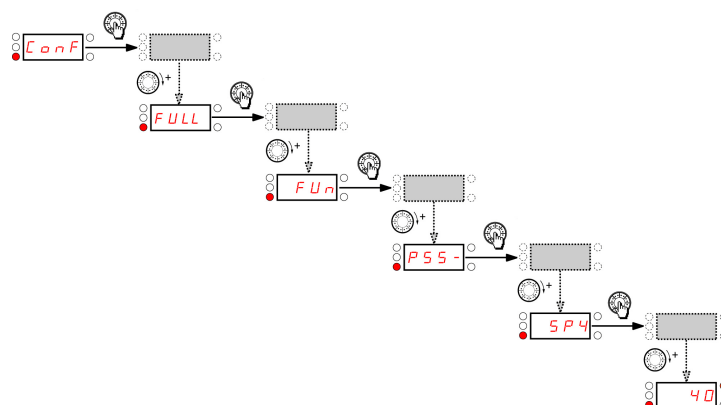 ConF
+
FULL
+
FUn
+
PSS-
+
SP4
+
40